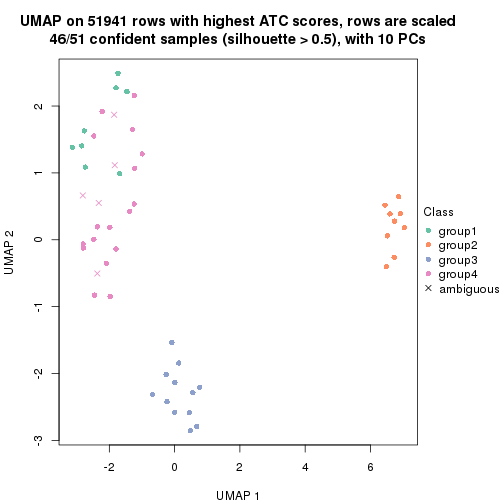 UMAP on 51941 rows with highest ATC scores, rows are scaled
46/51 confident samples (silhouette > 0.5), with 10 PCs
2
1
0
-1
-2
-3
UMAP 2
-2
0
2
4
6
UMAP 1
Class
group1
group2
group3
group4
ambiguous